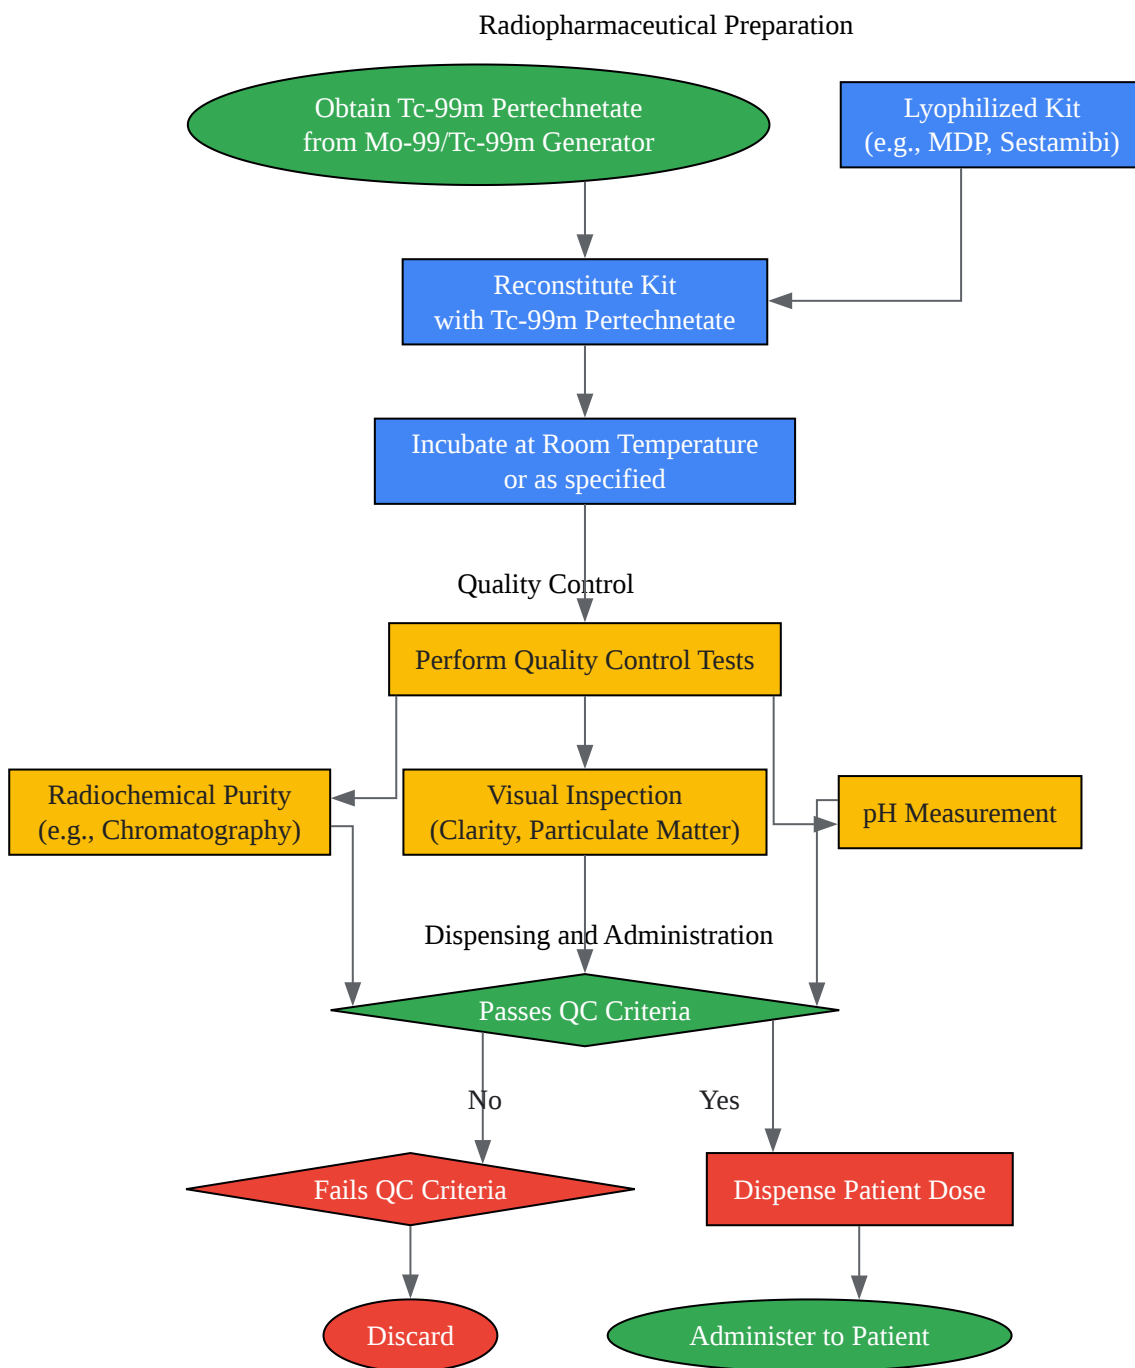 Radiopharmaceutical Preparation
Obtain Tc-99m Pertechnetate
from Mo-99/Tc-99m Generator
Lyophilized Kit
(e.g., MDP, Sestamibi)
Reconstitute Kit
with Tc-99m Pertechnetate
Incubate at Room Temperature
or as specified
Quality Control
Perform Quality Control Tests
Radiochemical Purity
(e.g., Chromatography)
Visual Inspection
(Clarity, Particulate Matter)
pH Measurement
Dispensing and Administration
Passes QC Criteria
No
Yes
Fails QC Criteria
Dispense Patient Dose
Discard
Administer to Patient